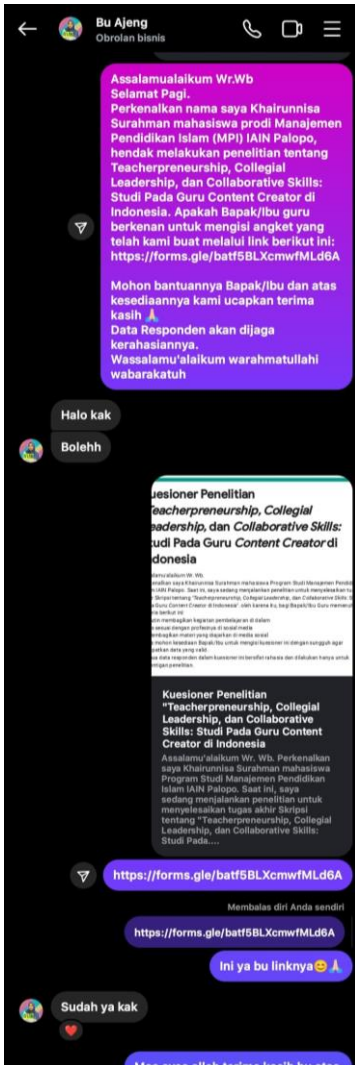 Bu Ajeng
Obrolan bisnis
Assalamualaikum Wr.Wb
Selamat Pagi.
Perkenalkan nama saya Khairunnisa
Surahman mahasiswa prodi Manajemen
Pendidikan Islam (MPI) IAIN Palopo,
hendak melakukan penelitian tentang
Teacherpreneurship, Collegial
Leadership, dan Collaborative Skills:
Studi Pada Guru Content Creator di
Indonesia. Apakah Bapak/Ibu guru
berkenan untuk mengisi angket yang
telah kami buat melalui link berikut ini:
https://forms.gle/batf5BLXcmwfMLd6A
Mohon bantuannya Bapak/Ibu dan atas
kesediaannya kami ucapkan terima
kasih 🙏
Data Responden akan dijaga
kerahasiannya.
Wassalamu'alaikum warahmatullahi
wabarakatuh
Halo kak
Bolehh
uesioner Penelitian
Teacherpreneurship, Collegial
eadership, dan Collaborative Skills:
tudi Pada Guru Content Creator di
donesia
Kuesioner Penelitian
"Teacherpreneurship, Collegial
Leadership, dan Collaborative
Skills: Studi Pada Guru Content
Creator di Indonesia
Assalamu'alaikum Wr. Wb. Perkenalkan
saya Khairunnisa Surahman mahasiswa
Program Studi Manajemen Pendidikan
Islam IAIN Palopo. Saat ini, saya
sedang menjalankan penelitian untuk
menyelesaikan tugas akhir Skripsi
tentang "Teacherpreneurship, Collegial
Leadership, dan Collaborative Skills:
Studi Pada....
https://forms.gle/batf5BLXcmwfMLd6A
Membalas diri Anda sendiri
https://forms.gle/batf5BLXcmwfMLd6A
Ini ya bu linknya😊🙏
Sudah ya kak
❤️